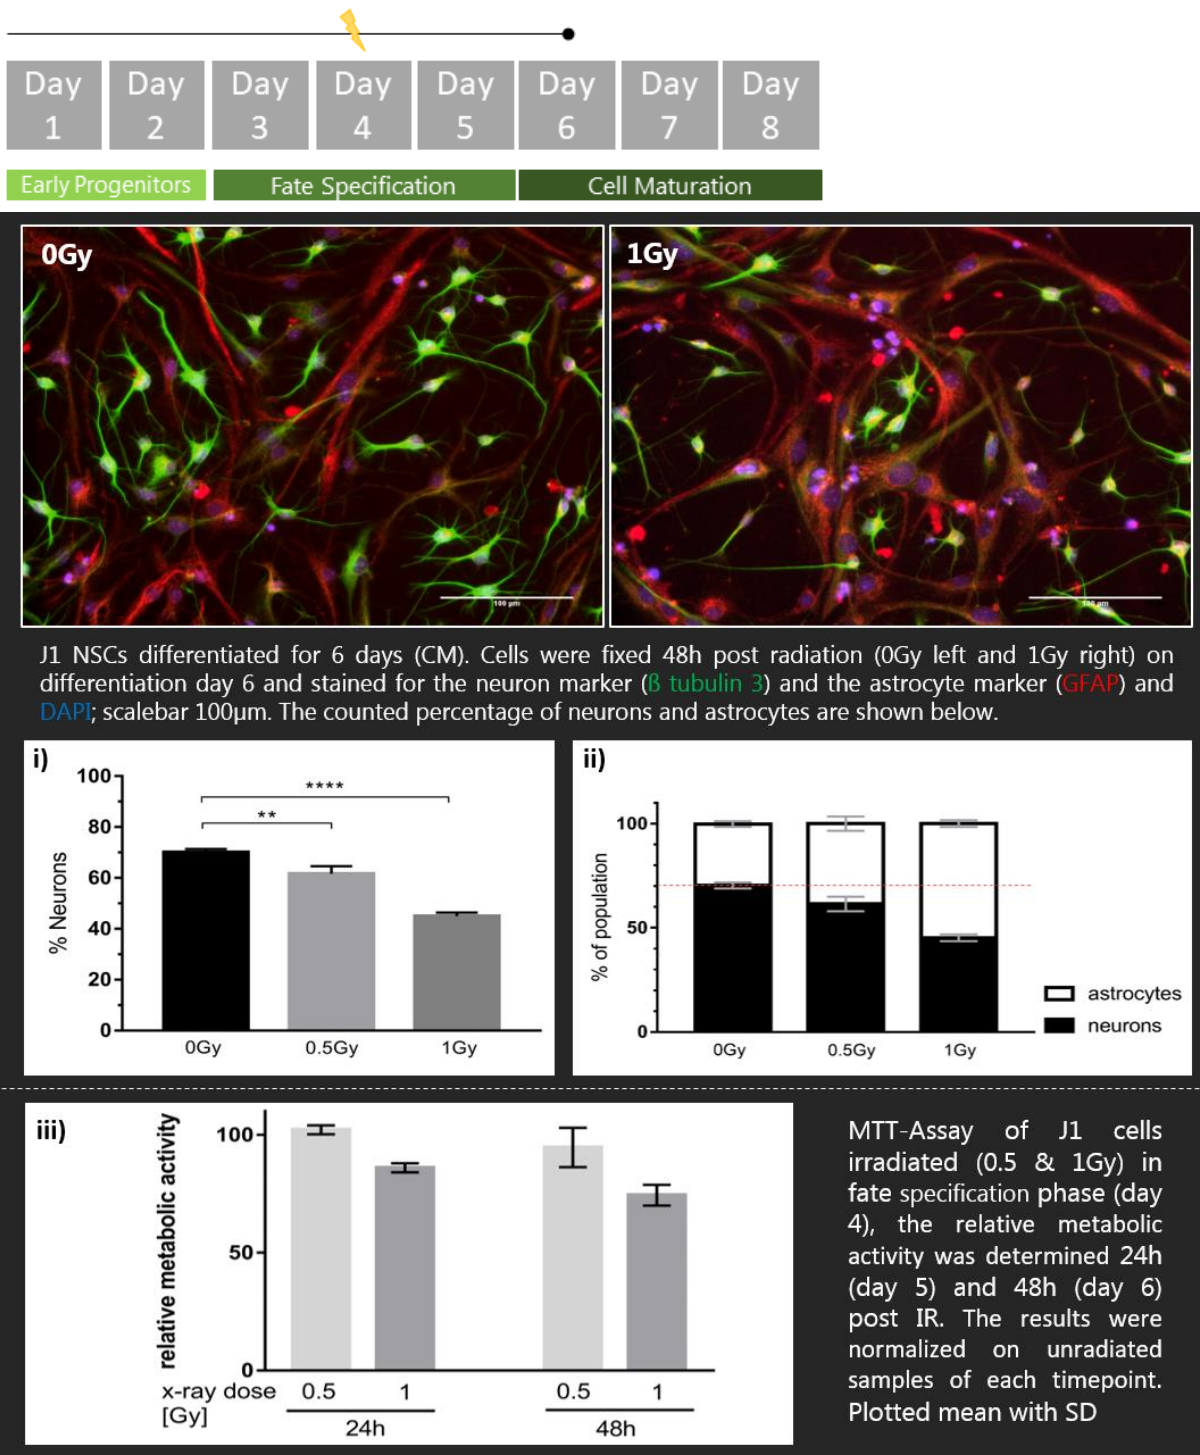 Day 1
Day 2
Day 3
Day 4
Day 5
Day 6
Day 7
Day 8
Early Progenitors
Fate Specification
Cell Maturation
0Gy
1Gy
100 µm
100 µm
J1 NSCs differentiated for 6 days (CM). Cells were fixed 48h post radiation (0Gy left and 1Gy right) on
differentiation day 6 and stained for the neuron marker (ß tubulin 3) and the astrocyte marker (GFAP) and
DAPI; scalebar 100µm. The counted percentage of neurons and astrocytes are shown below.
i)
% Neurons
100
80
60
40
20
0
****
**
0Gy
0.5Gy
1Gy
ii)
% of population
100
50
0
0Gy
0.5Gy
1Gy
astrocytes
neurons
iii)
relative metabolic activity
100
50
0
x-ray dose
[Gy]
0.5
1
0.5
1
24h
48h
MTT-Assay of J1 cells
irradiated (0.5 & 1Gy) in
fate specification phase (day
4), the relative metabolic
activity was determined 24h
(day 5) and 48h (day 6)
post IR. The results were
normalized on unradiated
samples of each timepoint.
Plotted mean with SD